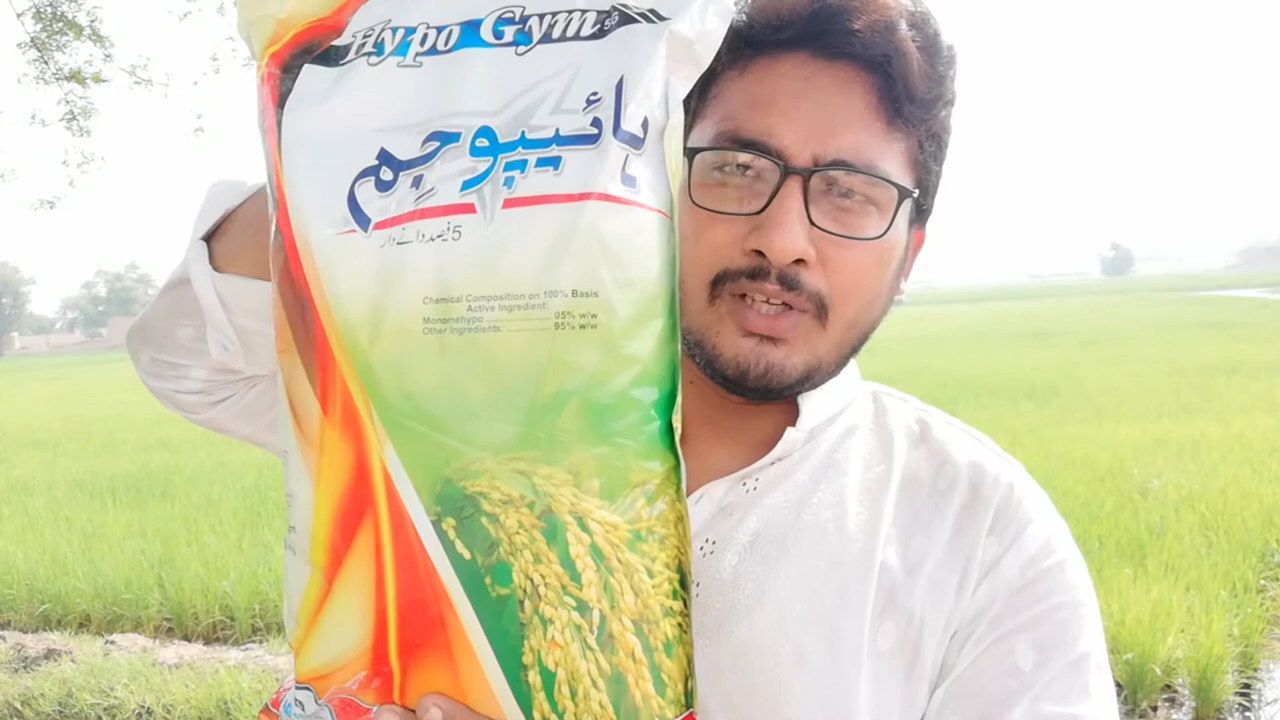 Hypo Gym 5G
ہائیپوجِم
5 فیصد دانے دار
Chemical Composition on 100% Basis
Active Ingredient:
Monomehypo ........................ 05% w/w
Other Ingredients: ........................ 95% w/w